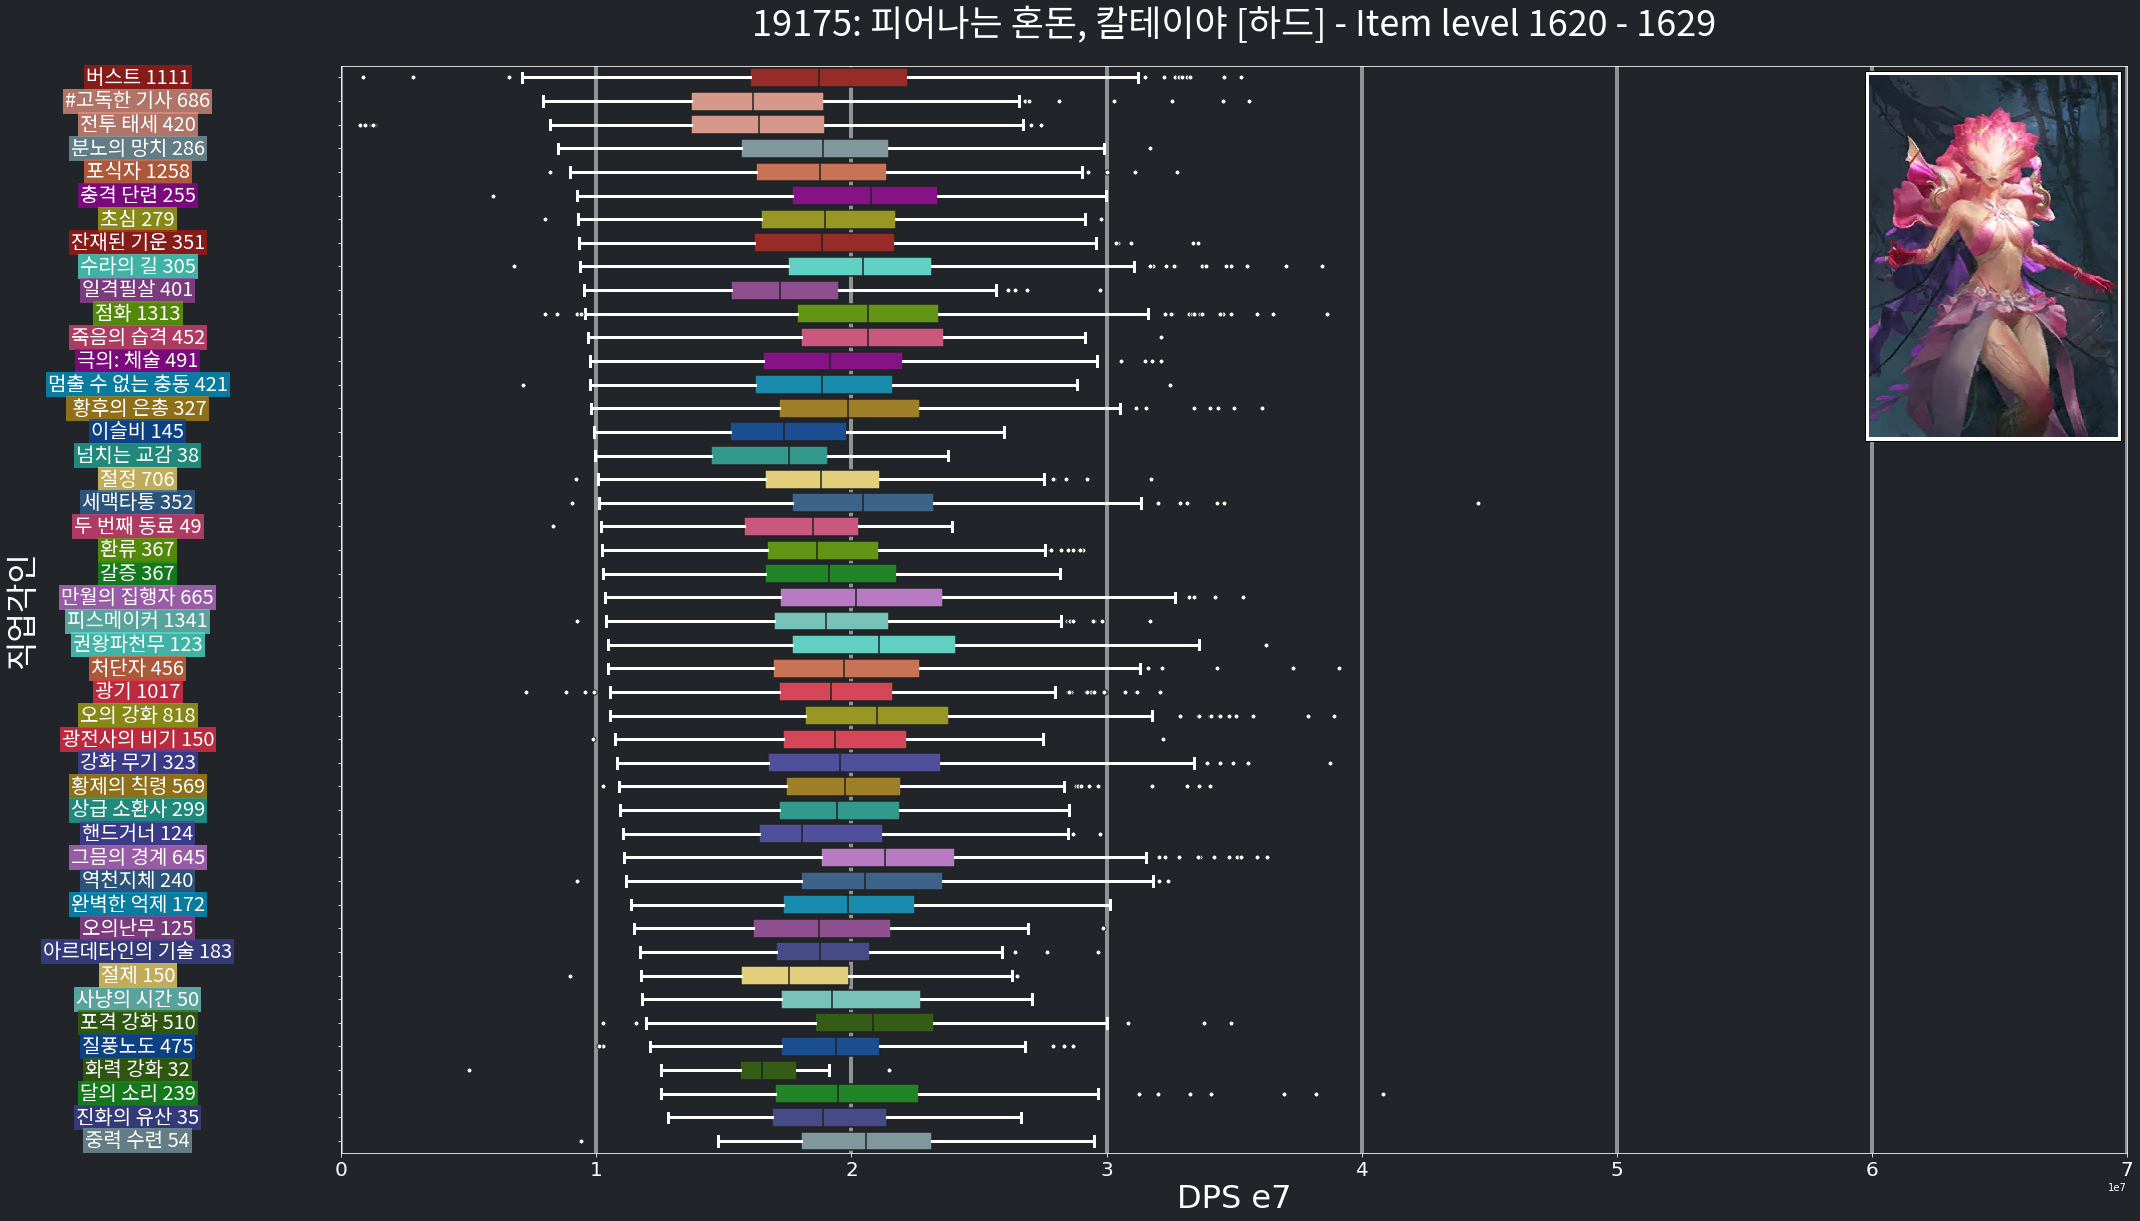 19175: 피어나는 혼돈, 칼테이야 [하드] - Item level 1620 - 1629
직업각인
버스트 1111
#고독한 기사 686
전투 태세 420
분노의 망치 286
포식자 1258
충격 단련 255
초심 279
잔재된 기운 351
수라의 길 305
일격필살 401
점화 1313
죽음의 습격 452
극의: 체술 491
멈출 수 없는 충동 421
황후의 은총 327
이슬비 145
넘치는 교감 38
절정 706
세맥타통 352
두 번째 동료 49
환류 367
갈증 367
만월의 집행자 665
피스메이커 1341
권왕파천무 123
처단자 456
광기 1017
오의 강화 818
광전사의 비기 150
강화 무기 323
황제의 칙령 569
상급 소환사 299
핸드거너 124
그믐의 경계 645
역천지체 240
완벽한 억제 172
오의난무 125
아르데타인의 기술 183
절제 150
사냥의 시간 50
포격 강화 510
질풍노도 475
화력 강화 32
달의 소리 239
진화의 유산 35
중력 수련 54
0 1 2 3 4 5 6 7
1e7
DPS e7